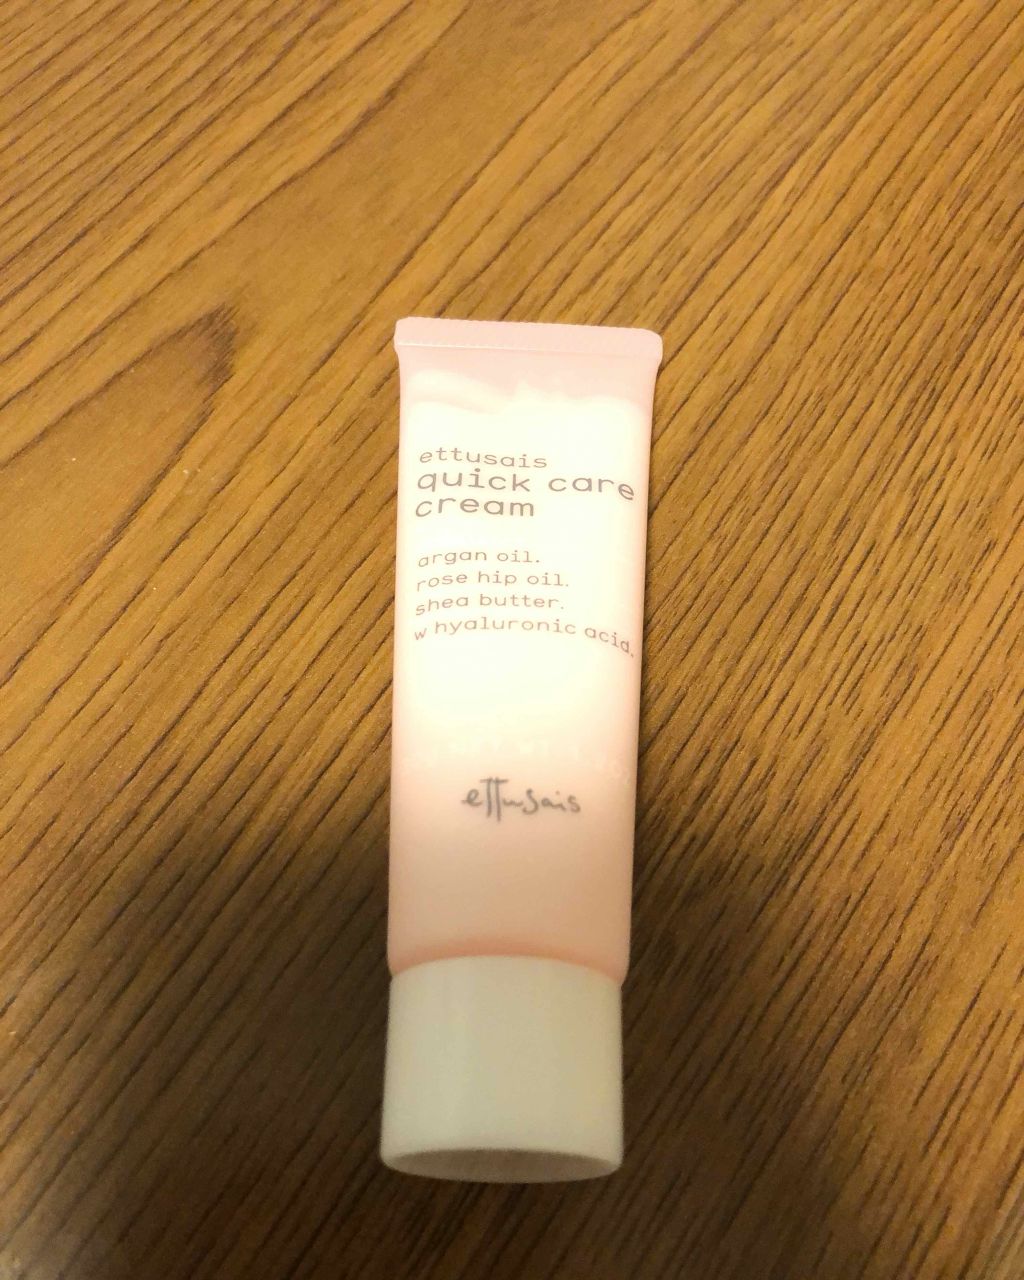 ettusais
quick care
cream
argan oil.
rose hip oil.
shea butter.
w hyaluronic acid.
ettusais